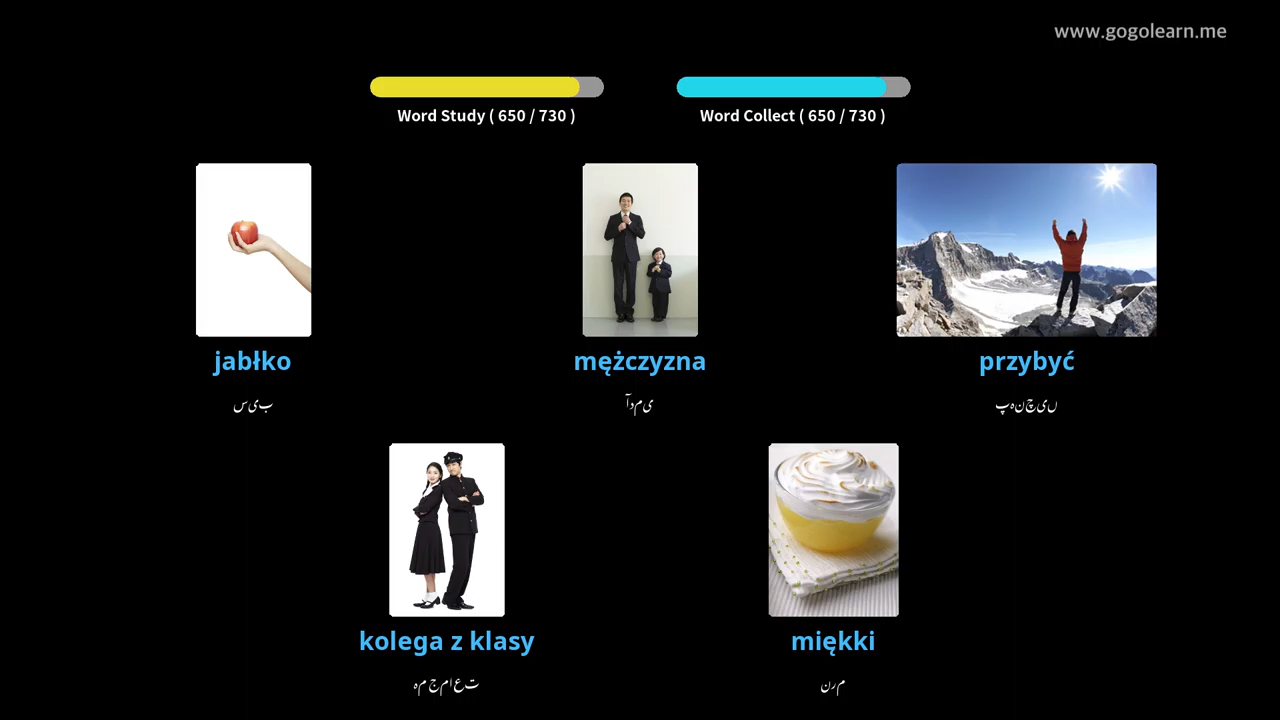 www.gogolearn.me
Word Study ( 650 / 730 )
Word Collect ( 650 / 730 )
jabłko
mężczyzna
przybyć
سیب
آدمی
پہنچیں
kolega z klasy
miękki
ہم جماعت
نرم